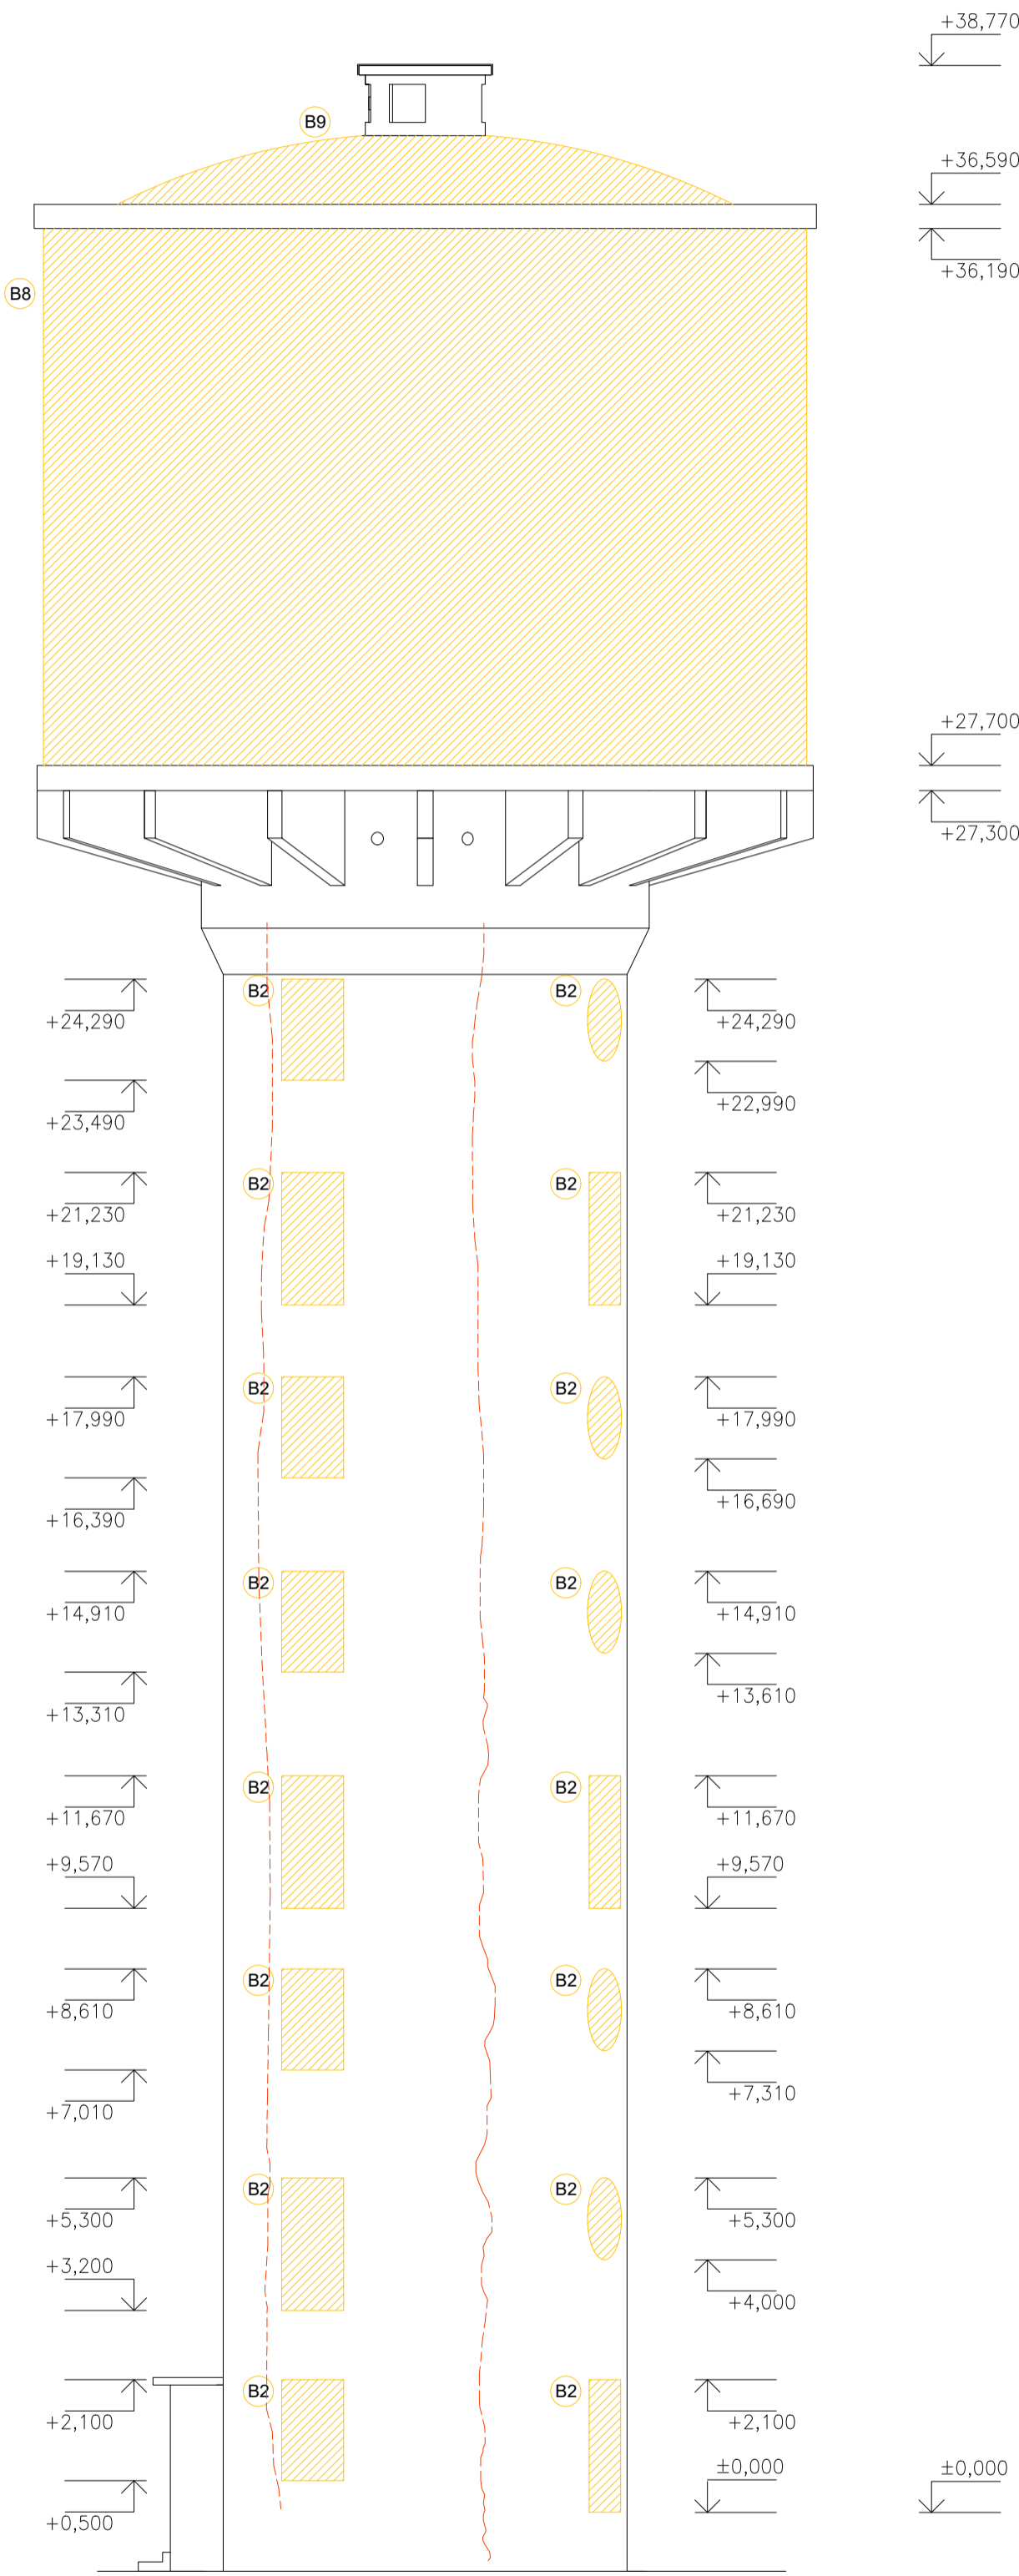 +38,770
B9
+36,590
+36,190
B8
+27,700
+27,300
B2
B2
+24,290
+24,290
+22,990
+23,490
B2
B2
+21,230
+21,230
+19,130
+19,130
B2
B2
+17,990
+17,990
+16,690
+16,390
B2
B2
+14,910
+14,910
+13,610
+13,310
B2
B2
+11,670
+11,670
+9,570
+9,570
B2
B2
+8,610
+8,610
+7,310
+7,010
B2
B2
+5,300
+5,300
+3,200
+4,000
B2
B2
+2,100
+2,100
±0,000
±0,000
+0,500